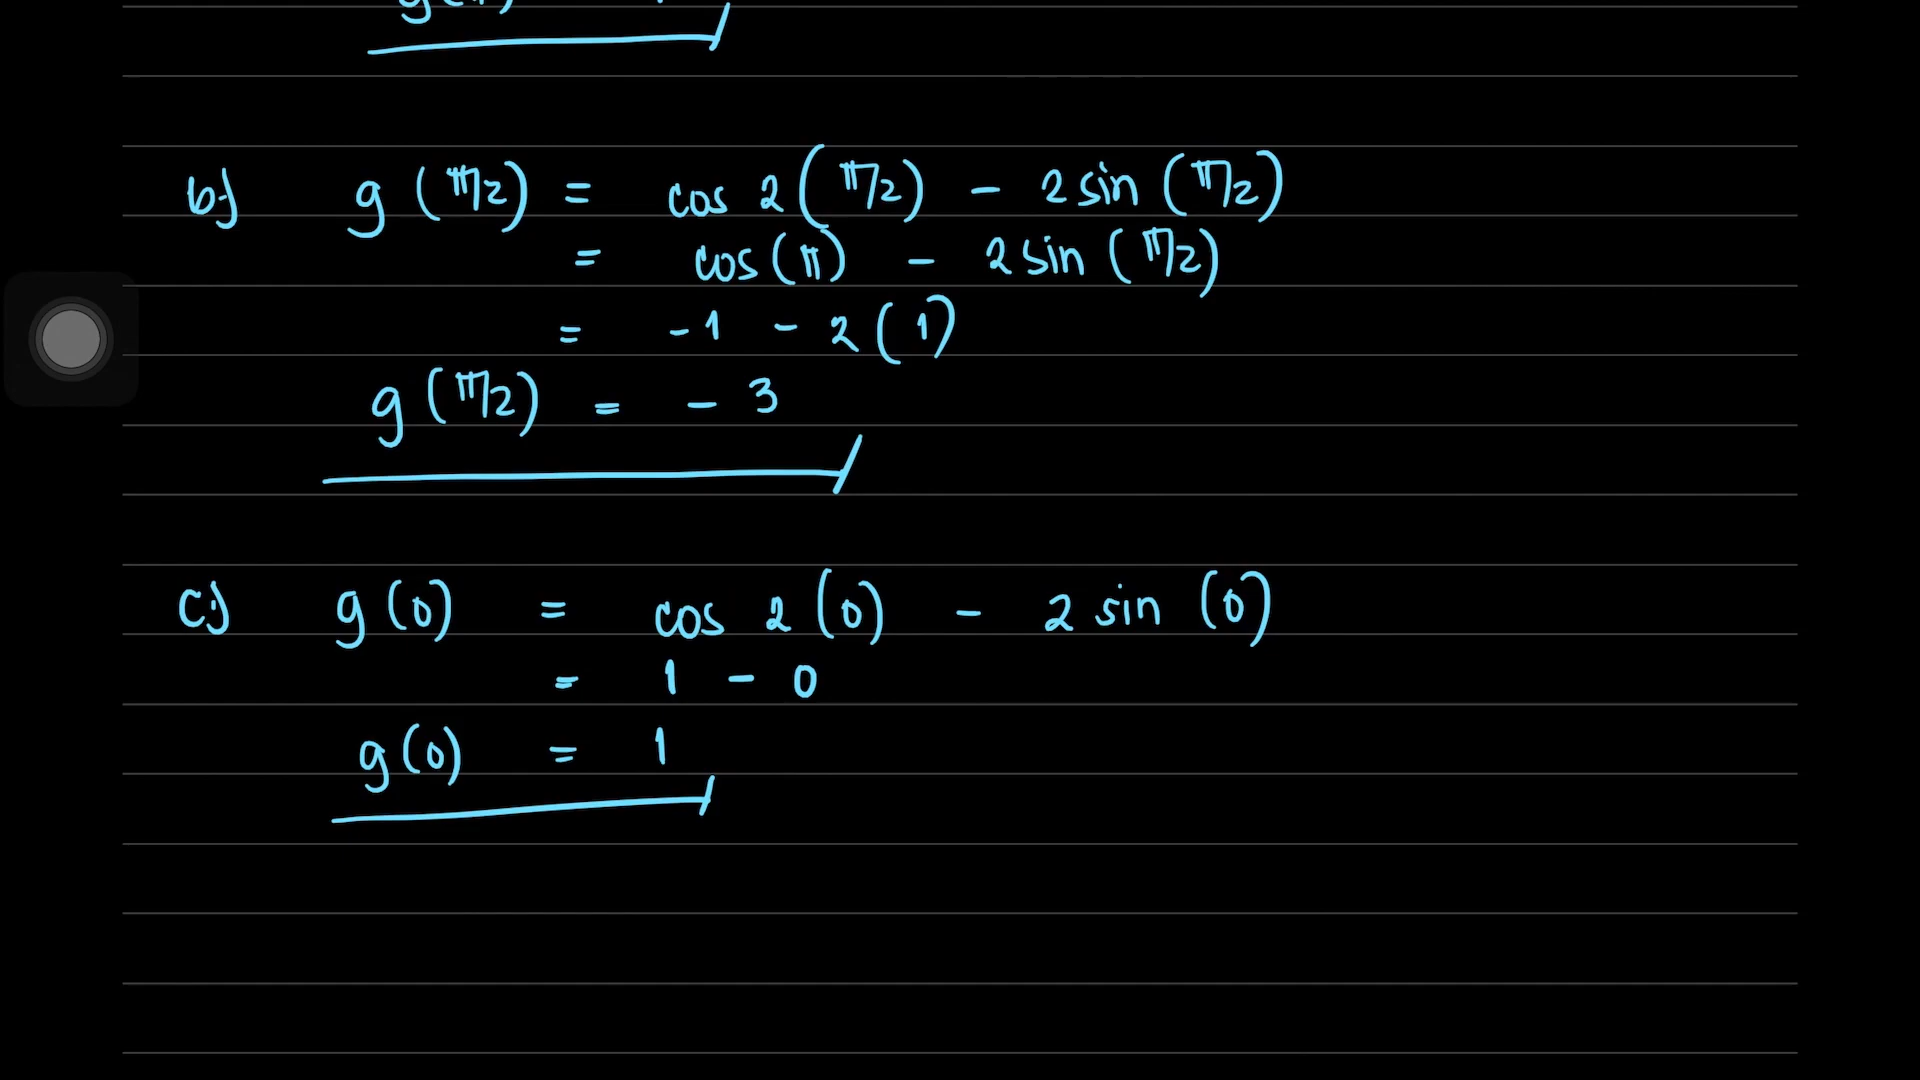 b) g(π/2) = cos 2(π/2) - 2 sin (π/2)
= cos(π) - 2 sin (π/2)
= -1 - 2(1)
g(π/2) = -3
c) g(0) = cos 2(0) - 2 sin (0)
= 1 - 0
g(0) = 1